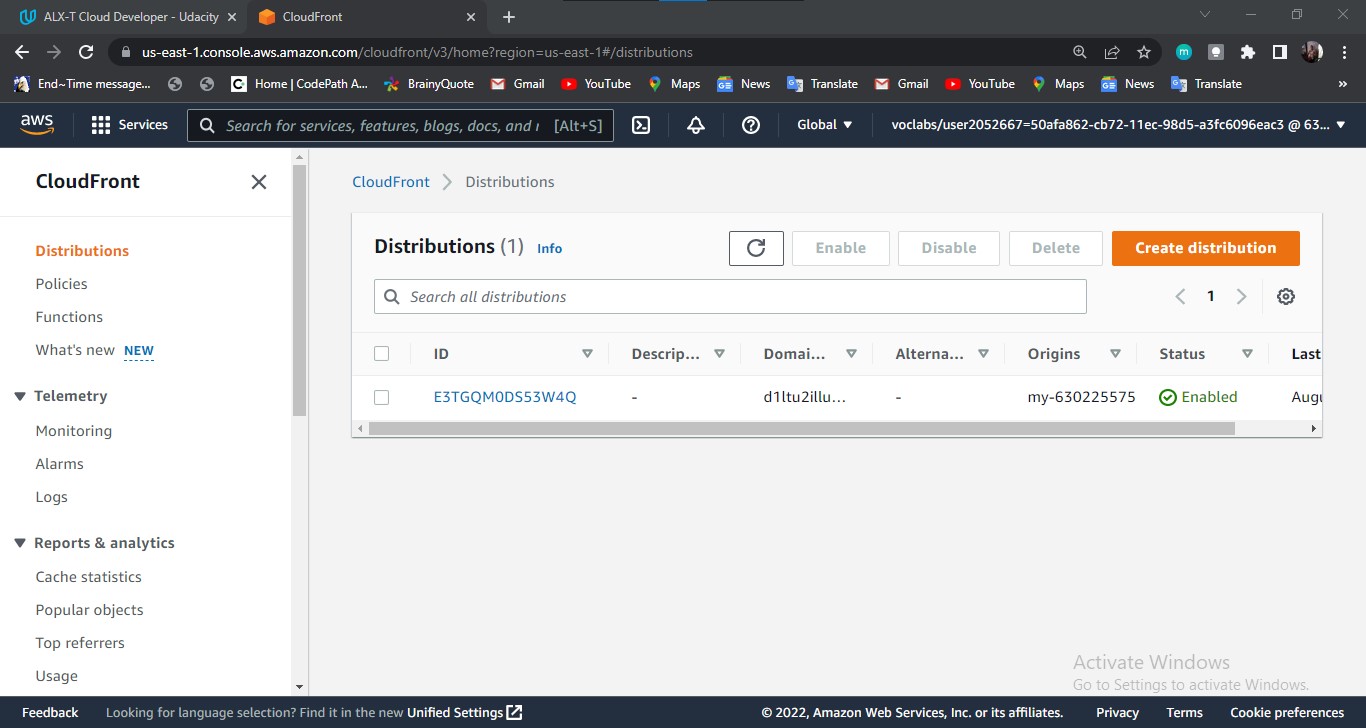 ALX-T Cloud Developer - Udacity
CloudFront
us-east-1.console.aws.amazon.com/cloudfront/v3/home?region=us-east-1#/distributions
m
End~Time message...
C Home | CodePath A...
BrainyQuote
Gmail
YouTube
Maps
News
Translate
Gmail
YouTube
Maps
News
Translate
»
aws
Services
Search for services, features, blogs, docs, and r [Alt+S]
Global
voclabs/user2052667=50afa862-cb72-11ec-98d5-a3fc6096eac3 @ 63...
CloudFront
Distributions
Policies
Functions
What's new NEW
Telemetry
Monitoring
Alarms
Logs
Reports & analytics
Cache statistics
Popular objects
Top referrers
Usage
CloudFront > Distributions
Distributions (1) Info
Enable
Disable
Delete
Create distribution
Search all distributions
1
ID Descrip... Domai... Alterna... Origins Status Last
E3TGQM0DS53W4Q - d1ltu2illu... - my-630225575 Enabled Augu
Activate Windows
Go to Settings to activate Windows.
Feedback
Looking for language selection? Find it in the new Unified Settings
© 2022, Amazon Web Services, Inc. or its affiliates.
Privacy
Terms
Cookie preferences